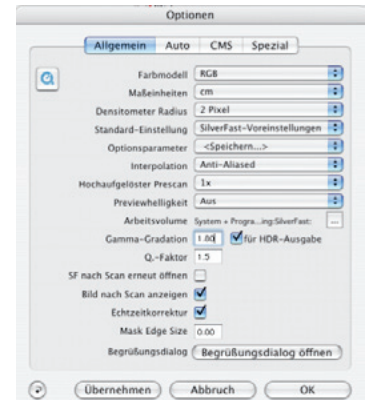 Optionen
Allgemein Auto CMS Spezial
Farbmodell RGB
Maßeinheiten cm
Densitometer Radius 2 Pixel
Standard-Einstellung SilverFast-Voreinstellungen
Optionsparameter <Speichern...>
Interpolation Anti-Aliased
Hochaufgelöster Prescan 1x
Previewhelligkeit Aus
Arbeitsvolume System + Progra...ing:SilverFast: ...
Gamma-Gradation 1.80 für HDR-Ausgabe
Q.-Faktor 1.5
SF nach Scan erneut öffnen
Bild nach Scan anzeigen
Echtzeitkorrektur
Mask Edge Size 0.00
Begrüßungsdialog Begrüßungsdialog öffnen
Übernehmen Abbruch OK